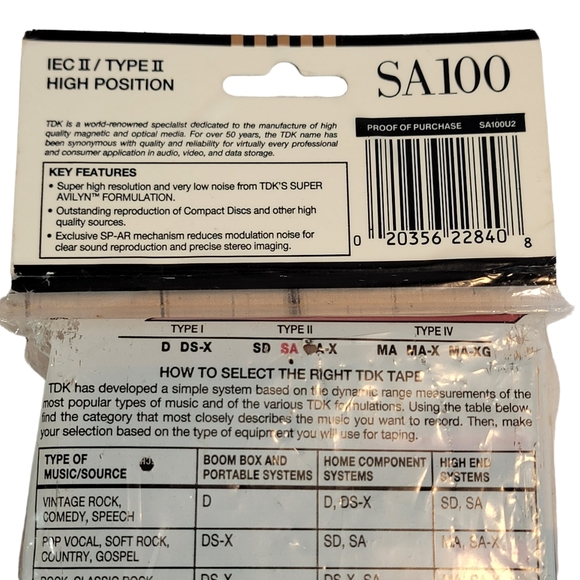 IEC II / TYPE II
HIGH POSITION
SA100
TDK is a world-renowned specialist dedicated to the manufacture of high
quality magnetic and optical media. For over 50 years, the TDK name has
been synonymous with quality and reliability for virtually every professional
and consumer application in audio, video, and data storage.
PROOF OF PURCHASE SA100U2
KEY FEATURES
• Super high resolution and very low noise from TDK'S SUPER
AVILYN™ FORMULATION.
• Outstanding reproduction of Compact Discs and other high
quality sources.
• Exclusive SP-AR mechanism reduces modulation noise for
clear sound reproduction and precise stereo imaging.
0 20356 22840 8
TYPE I TYPE II TYPE IV
D DS-X SD SA A-X MA MA-X MA-XG
HOW TO SELECT THE RIGHT TDK TAPE
TDK has developed a simple system based on the dynamic range measurements of the
most popular types of music and of the various TDK formulations. Using the table below,
find the category that most closely describes the music you want to record. Then, make
your selection based on the type of equipment you will use for taping.
TYPE OF MUSIC/SOURCE
BOOM BOX AND PORTABLE SYSTEMS
HOME COMPONENT SYSTEMS
HIGH END SYSTEMS
VINTAGE ROCK, COMEDY, SPEECH
D
D, DS-X
SD, SA
POP VOCAL, SOFT ROCK, COUNTRY, GOSPEL
DS-X
SD, SA
MA, SA-X
ROCK, CLASSIC ROCK
DS-X
DS-X, SA